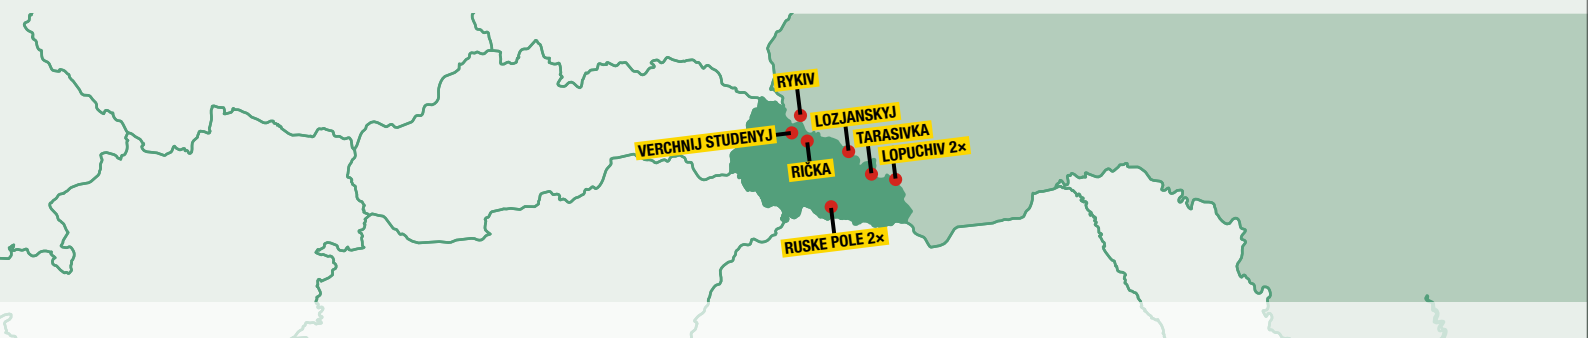 RYKIV
LOZJANSKYJ
TARASIVKA
VERCHNIJ STUDENYJ
LOPUCHIV 2×
RIČKA
RUSKE POLE 2×